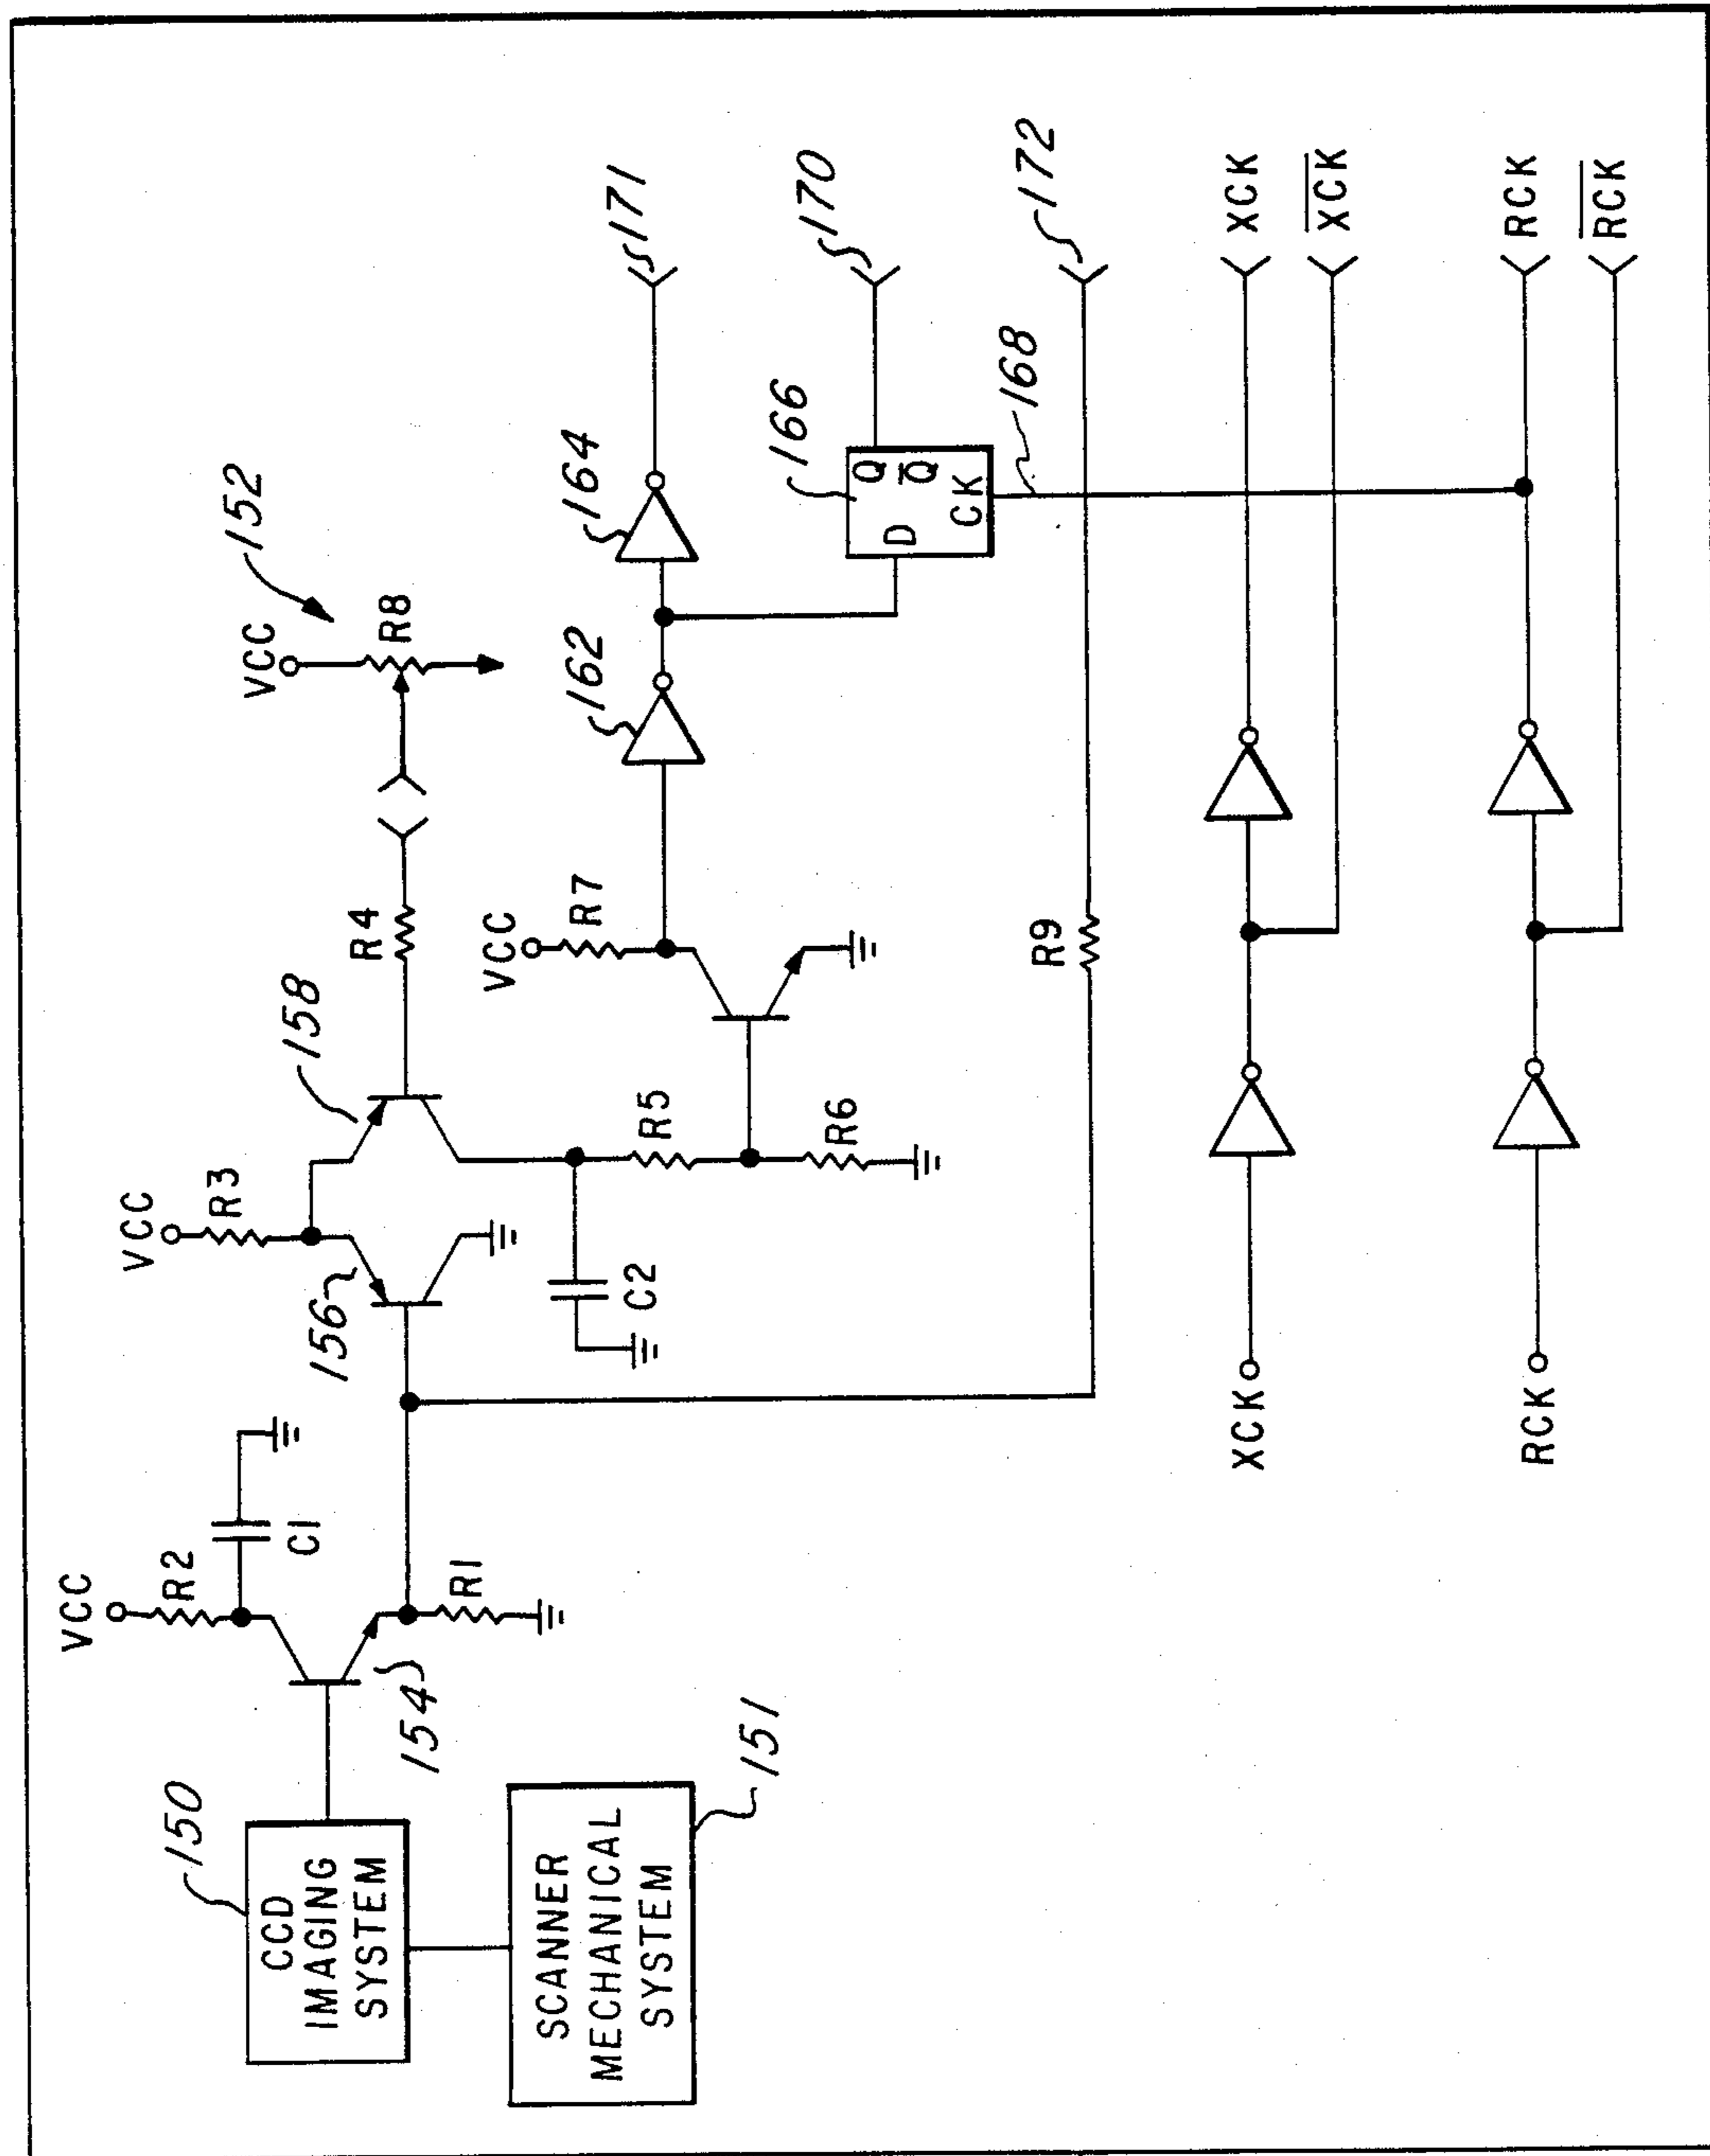 VCC
R2
C1
R1
154
150
CCD
IMAGING
SYSTEM
SCANNER
MECHANICAL
SYSTEM
151
VCC
R3
156
158
R4
VCC
R8
152
C2
R5
R6
VCC
R7
162
164
171
166
D
Q
Q̅
CK
170
168
R9
172
XCK
XCK
X̅C̅K̅
RCK
RCK
R̅C̅K̅